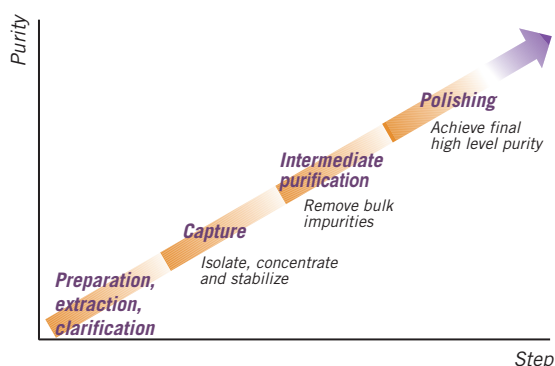 Purity
Polishing
Achieve final
high level purity
Intermediate
purification
Remove bulk
impurities
Capture
Isolate, concentrate
and stabilize
Preparation,
extraction,
clarification
Step